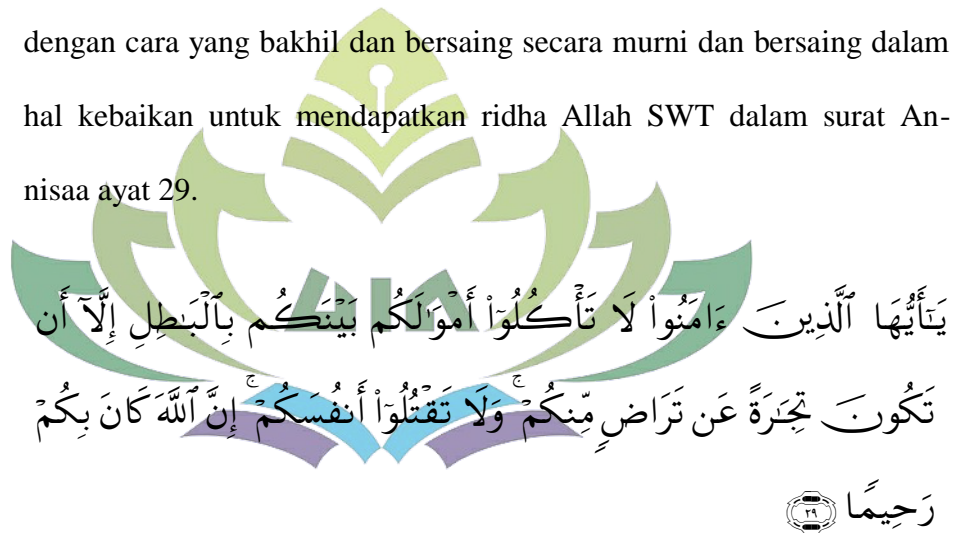 dengan cara yang bakhil dan bersaing secara murni dan bersaing dalam
hal kebaikan untuk mendapatkan ridha Allah SWT dalam surat An-
nisaa ayat 29.
يَـٰٓأَيُّهَا ٱلَّذِينَ ءَامَنُوا۟ لَا تَأْكُلُوٓا۟ أَمْوَٰلَكُم بَيْنَكُم بِٱلْبَـٰطِلِ إِلَّآ أَن
تَكُونَ تِجَـٰرَةً عَن تَرَاضٍ مِّنكُمْ ۚ وَلَا تَقْتُلُوٓا۟ أَنفُسَكُمْ ۚ إِنَّ ٱللَّهَ كَانَ بِكُمْ
رَحِيمًا ٢٩